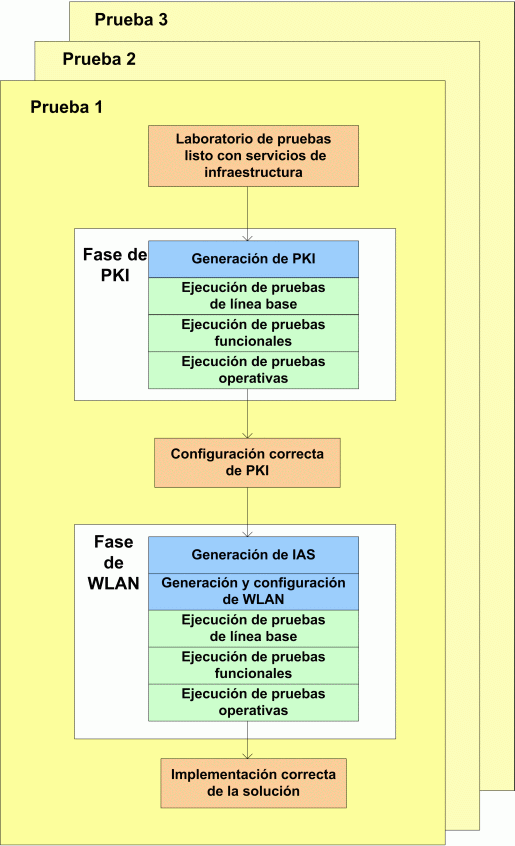 Prueba 3
Prueba 2
Prueba 1
Laboratorio de pruebas
listo con servicios de
infraestructura
Fase de
PKI
Generación de PKI
Ejecución de pruebas
de línea base
Ejecución de pruebas
funcionales
Ejecución de pruebas
operativas
Configuración correcta
de PKI
Fase
de
WLAN
Generación de IAS
Generación y configuración
de WLAN
Ejecución de pruebas
de línea base
Ejecución de pruebas
funcionales
Ejecución de pruebas
operativas
Implementación correcta
de la solución